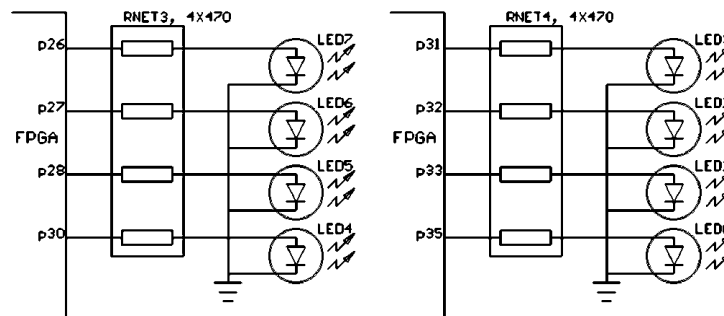 RNET3, 4X470
p26
LED7
p27
LED6
FPGA
p28
LED5
p30
LED4
RNET4, 4X470
p31
p32
FPGA
p33
p35